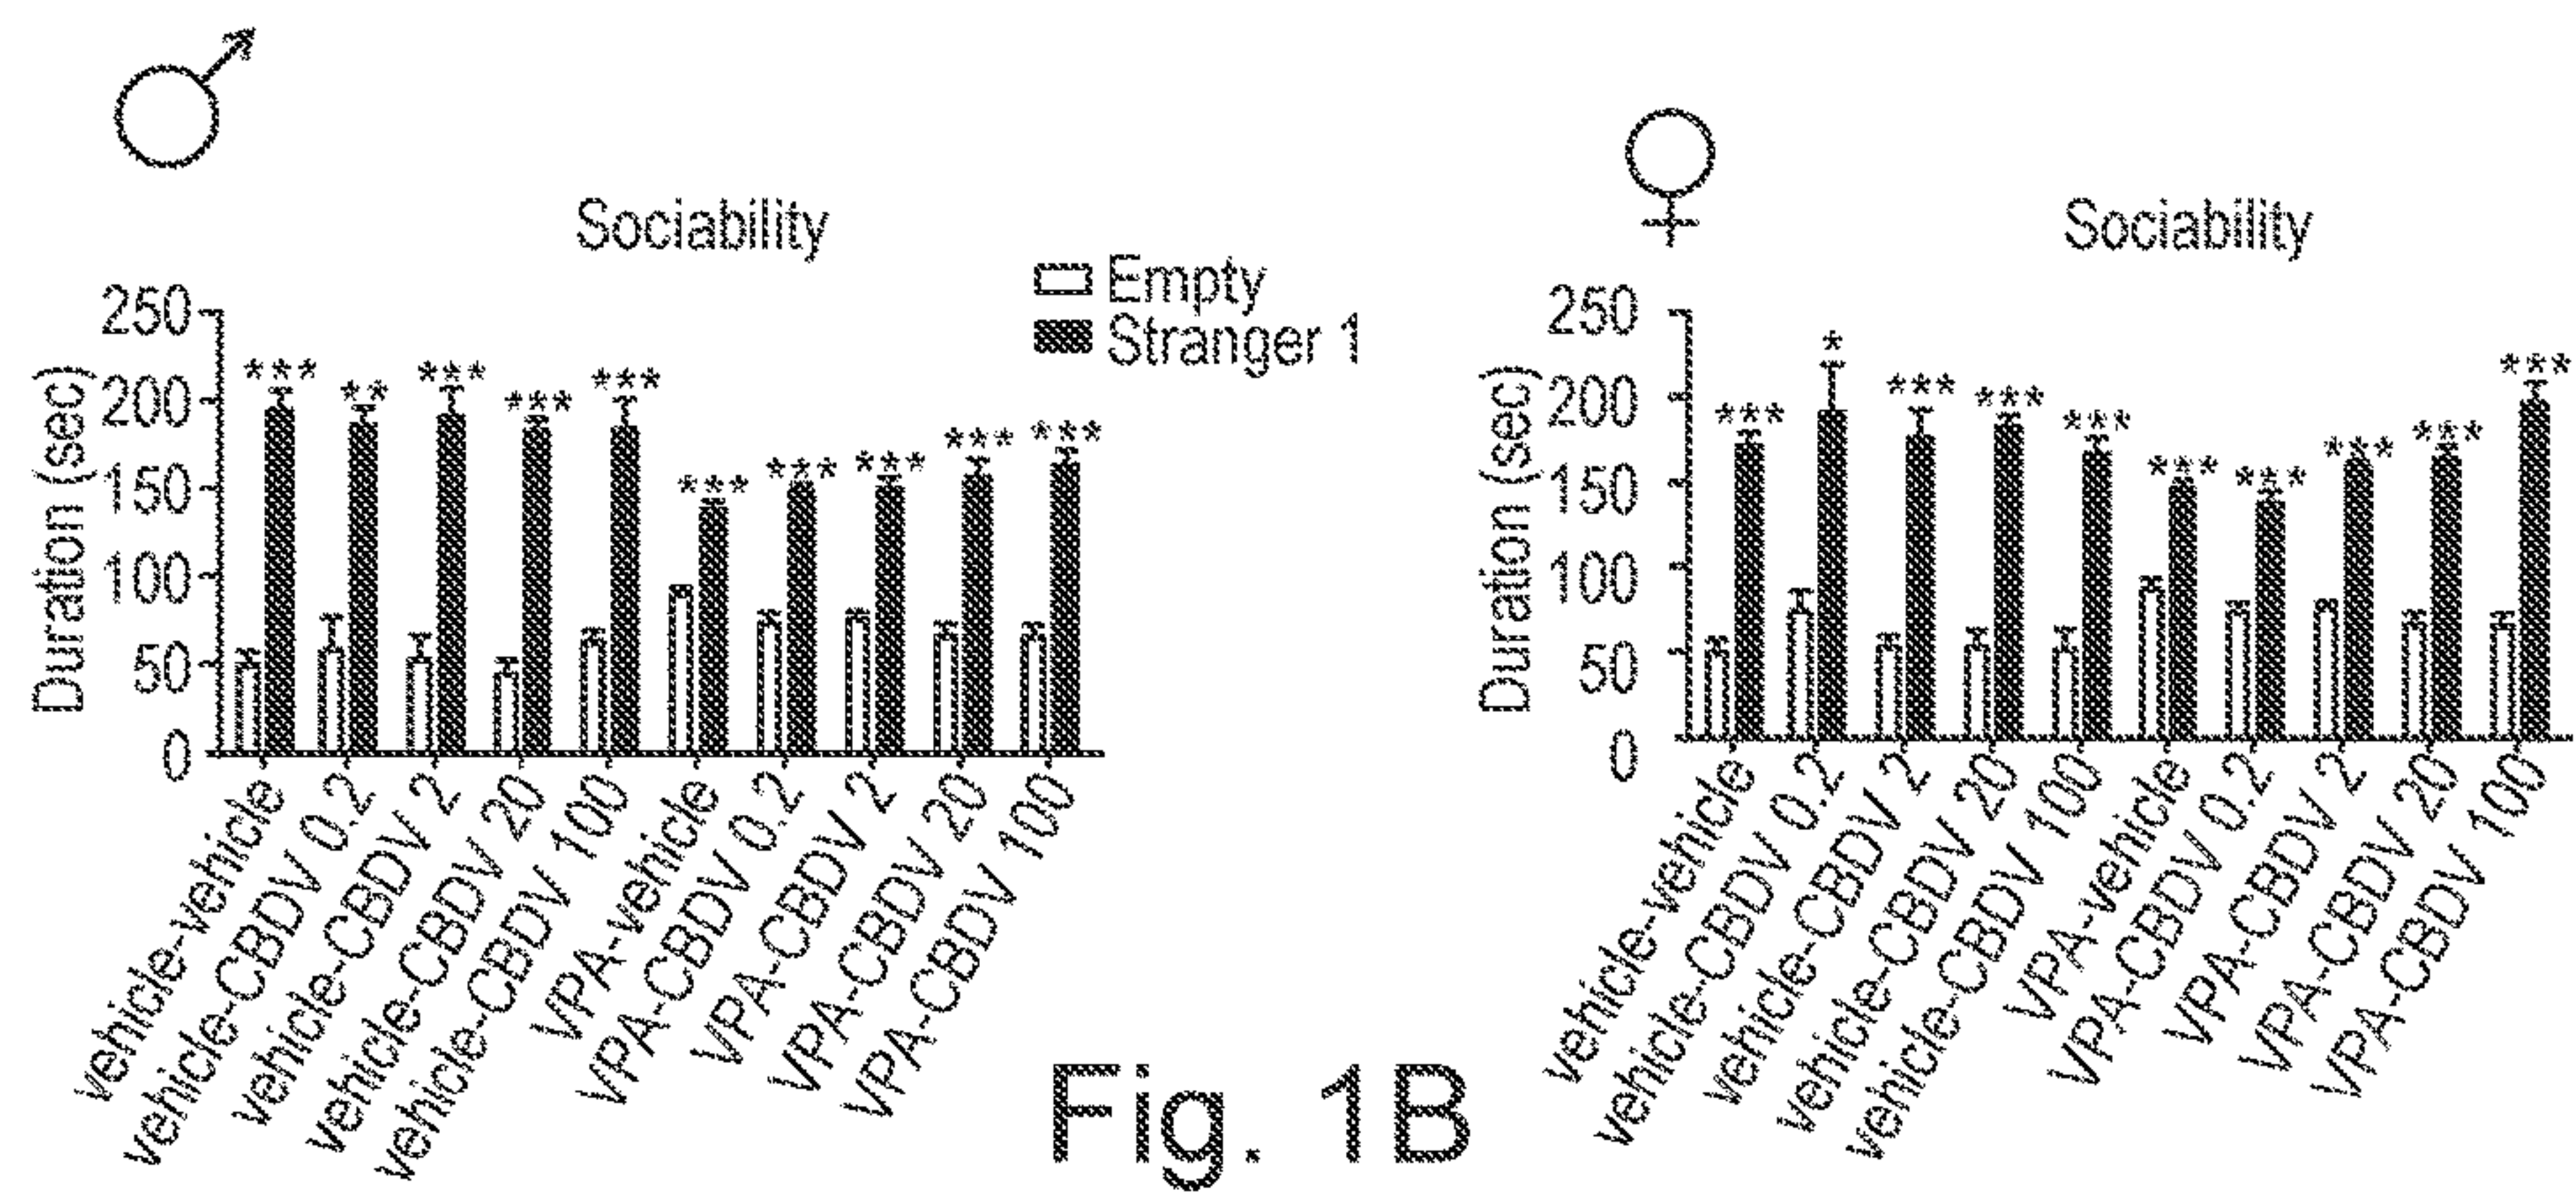 Sociability
Empty
Stranger 1
Duration (sec)
250
200
150
100
50
0
***
**
***
***
***
***
***
***
***
***
vehicle-vehicle
vehicle-CBDV 0.2
vehicle-CBDV 2
vehicle-CBDV 20
vehicle-CBDV 100
VPA-vehicle
VPA-CBDV 0.2
VPA-CBDV 2
VPA-CBDV 20
VPA-CBDV 100
Sociability
Duration (sec)
250
200
150
100
50
0
***
*
***
***
***
***
***
***
***
***
vehicle-vehicle
vehicle-CBDV 0.2
vehicle-CBDV 2
vehicle-CBDV 20
vehicle-CBDV 100
VPA-vehicle
VPA-CBDV 0.2
VPA-CBDV 2
VPA-CBDV 20
VPA-CBDV 100
Fig. 1B